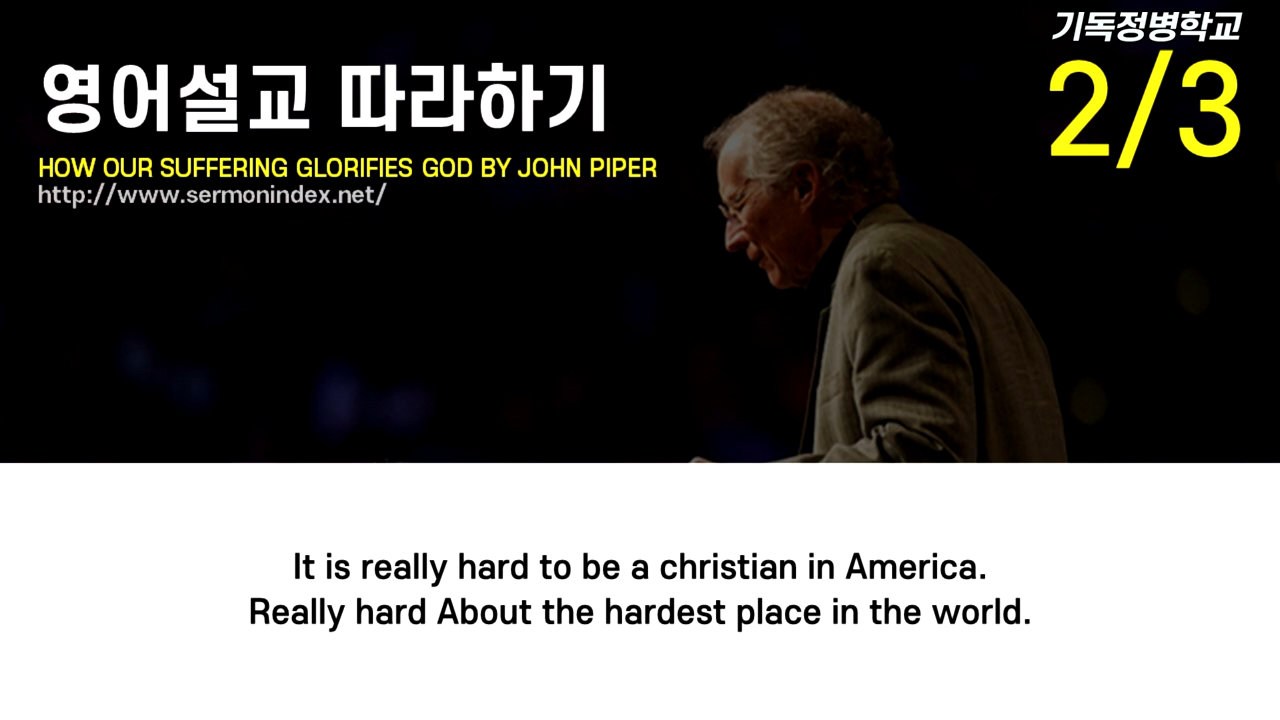 기독정병학교
2/3
영어설교 따라하기
HOW OUR SUFFERING GLORIFIES GOD BY JOHN PIPER
http://www.sermonindex.net/
It is really hard to be a christian in America.
Really hard About the hardest place in the world.